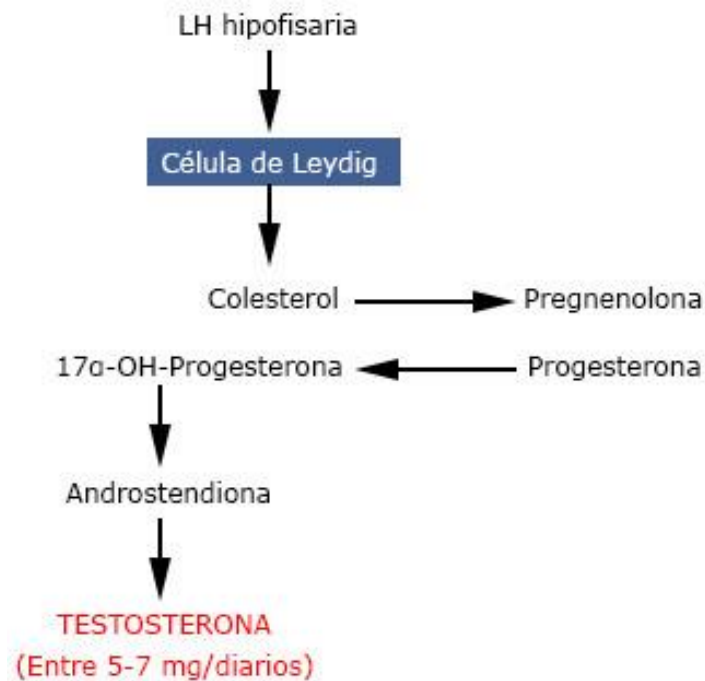 LH hipofisaria
Célula de Leydig
Colesterol
Pregnenolona
17α-OH-Progesterona
Progesterona
Androstendiona
TESTOSTERONA
(Entre 5-7 mg/diarios)